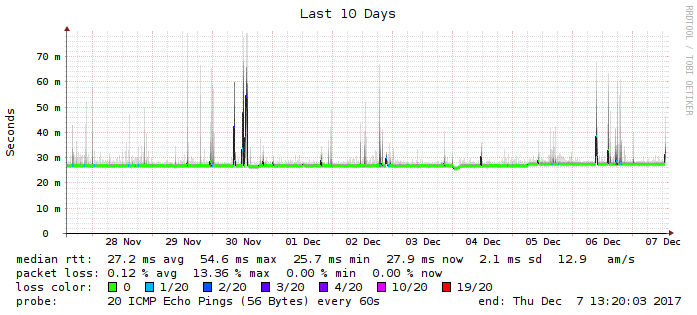 Last 10 Days
RRDTOOL / TOBI OETIKER
Seconds
70 m
60 m
50 m
40 m
30 m
20 m
10 m
0
28 Nov 29 Nov 30 Nov 01 Dec 02 Dec 03 Dec 04 Dec 05 Dec 06 Dec 07 Dec
median rtt: 27.2 ms avg 54.6 ms max 25.7 ms min 27.9 ms now 2.1 ms sd 12.9 am/s
packet loss: 0.12 % avg 13.36 % max 0.00 % min 0.00 % now
loss color: 0 1/20 2/20 3/20 4/20 10/20 19/20
probe: 20 ICMP Echo Pings (56 Bytes) every 60s end: Thu Dec 7 13:20:03 2017